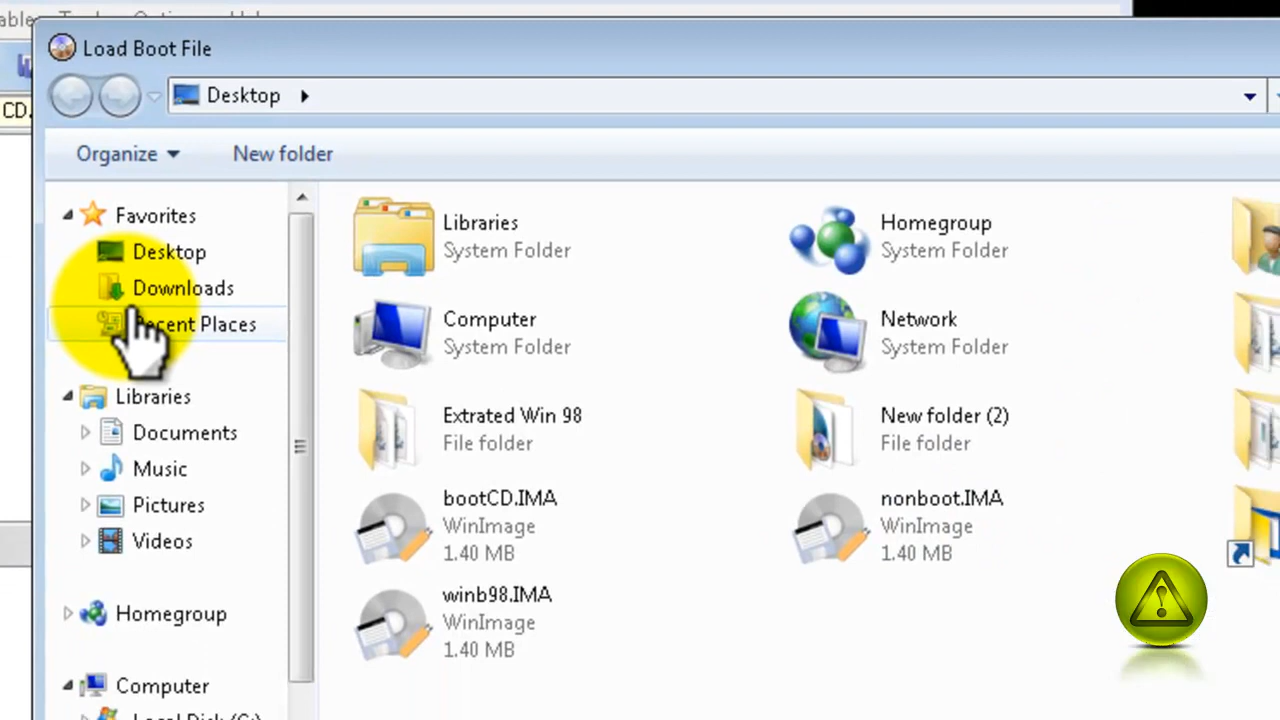 Load Boot File
CD.
Desktop
Organize
New folder
Favorites
Desktop
Downloads
Recent Places
Libraries
Documents
Music
Pictures
Videos
Homegroup
Computer
Local Disk (C:)
Libraries
System Folder
Homegroup
System Folder
Computer
System Folder
Network
System Folder
Extrated Win 98
File folder
New folder (2)
File folder
bootCD.IMA
WinImage
1.40 MB
nonboot.IMA
WinImage
1.40 MB
winb98.IMA
WinImage
1.40 MB